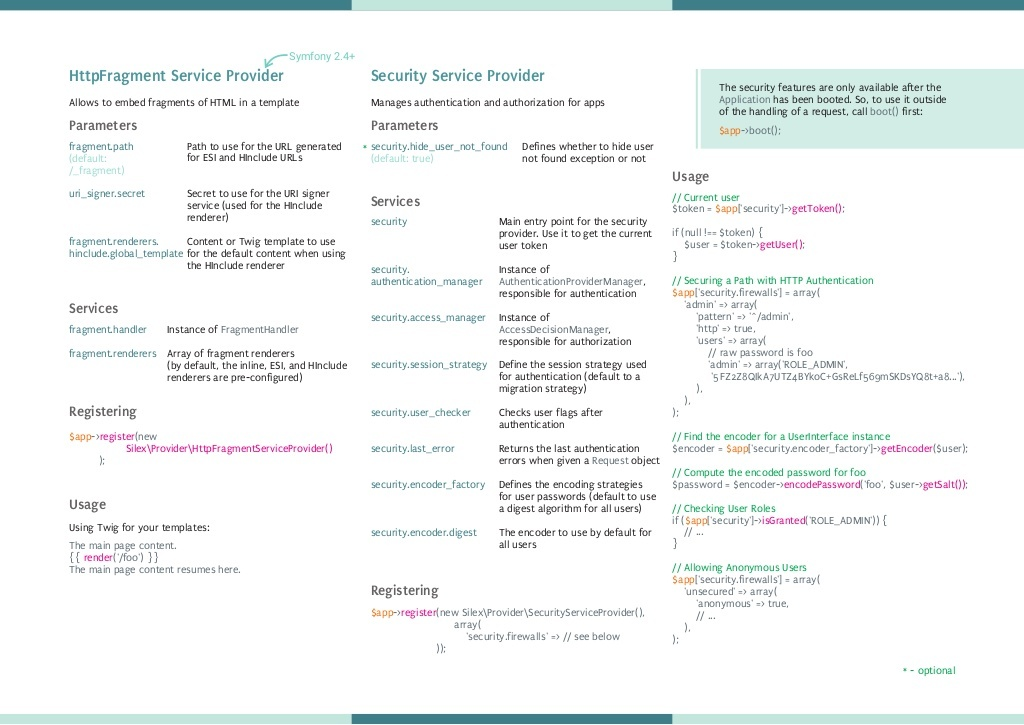 Symfony 2.4+
HttpFragment Service Provider
Allows to embed fragments of HTML in a template
Parameters
fragment.path
(default:
/_fragment)
Path to use for the URL generated
for ESI and HInclude URLs
uri_signer.secret
Secret to use for the URI signer
service (used for the HInclude
renderer)
fragment.renderers.
hinclude.global_template
Content or Twig template to use
for the default content when using
the HInclude renderer
Services
fragment.handler
Instance of FragmentHandler
fragment.renderers
Array of fragment renderers
(by default, the inline, ESI, and HInclude
renderers are pre-configured)
Registering
$app->register(new
Silex\Provider\HttpFragmentServiceProvider()
);
Usage
Using Twig for your templates:
The main page content.
{{ render('/foo') }}
The main page content resumes here.
Security Service Provider
Manages authentication and authorization for apps
Parameters
* security.hide_user_not_found
(default: true)
Defines whether to hide user
not found exception or not
Services
security
Main entry point for the security
provider. Use it to get the current
user token
security.
authentication_manager
Instance of
AuthenticationProviderManager,
responsible for authentication
security.access_manager
Instance of
AccessDecisionManager,
responsible for authorization
security.session_strategy
Define the session strategy used
for authentication (default to a
migration strategy)
security.user_checker
Checks user flags after
authentication
security.last_error
Returns the last authentication
errors when given a Request object
security.encoder_factory
Defines the encoding strategies
for user passwords (default to use
a digest algorithm for all users)
security.encoder.digest
The encoder to use by default for
all users
Registering
$app->register(new Silex\Provider\SecurityServiceProvider(),
array(
'security.firewalls' => // see below
));
The security features are only available after the
Application has been booted. So, to use it outside
of the handling of a request, call boot() first:
$app->boot();
Usage
// Current user
$token = $app['security']->getToken();
if (null !== $token) {
$user = $token->getUser();
}
// Securing a Path with HTTP Authentication
$app['security.firewalls'] = array(
'admin' => array(
'pattern' => '^/admin',
'http' => true,
'users' => array(
// raw password is foo
'admin' => array('ROLE_ADMIN',
'5FZ2Z8QIkA7UTZ4BYkoC+GsReLf569mSKDsYQ8t+a8...'),
),
),
);
// Find the encoder for a UserInterface instance
$encoder = $app['security.encoder_factory']->getEncoder($user);
// Compute the encoded password for foo
$password = $encoder->encodePassword('foo', $user->getSalt());
// Checking User Roles
if ($app['security']->isGranted('ROLE_ADMIN')) {
// ...
}
// Allowing Anonymous Users
$app['security.firewalls'] = array(
'unsecured' => array(
'anonymous' => true,
// ...
),
);
* - optional